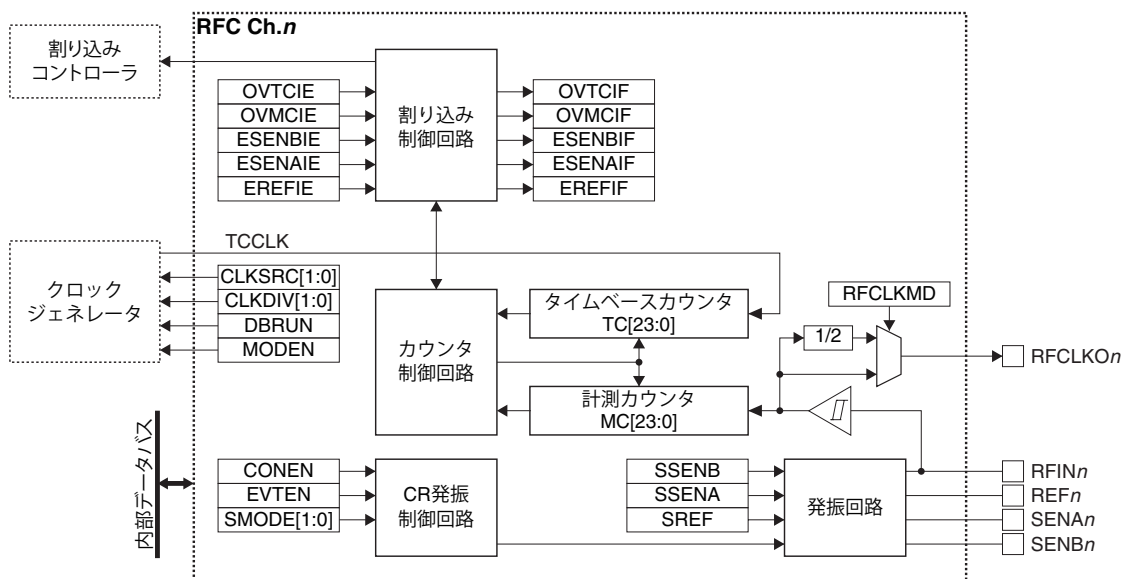 RFC Ch.n
割り込み
コントローラ
OVTCIE
OVMCIE
ESENBIE
ESENAIE
EREFIE
割り込み
制御回路
OVTCIF
OVMCIF
ESENBIF
ESENAIF
EREFIF
TCCLK
クロック
ジェネレータ
CLKSRC[1:0]
CLKDIV[1:0]
DBRUN
MODEN
カウンタ
制御回路
タイムベースカウンタ
TC[23:0]
計測カウンタ
MC[23:0]
RFCLKMD
1/2
RFCLKOn
内部データバス
CONEN
EVTEN
SMODE[1:0]
CR発振
制御回路
SSENB
SSENA
SREF
発振回路
RFINn
REFn
SENAn
SENBn